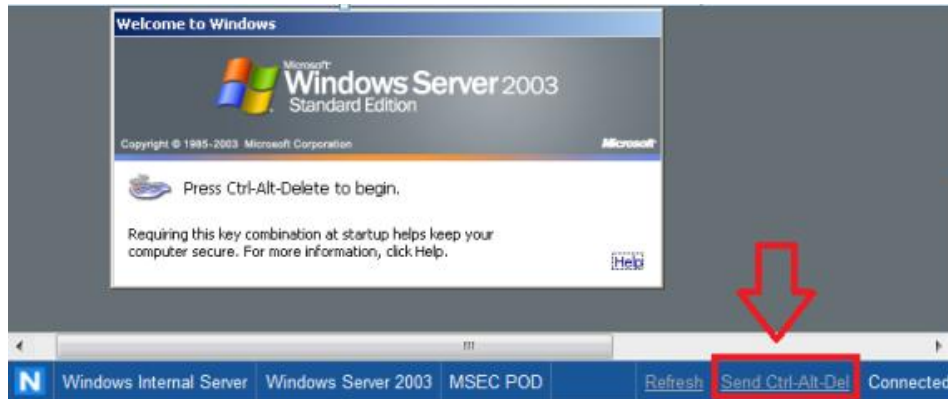 Welcome to Windows
Microsoft
Windows Server 2003
Standard Edition
Copyright © 1985-2003 Microsoft Corporation
Microsoft
Press Ctrl-Alt-Delete to begin.
Requiring this key combination at startup helps keep your
computer secure. For more information, click Help.
Help
N Windows Internal Server Windows Server 2003 MSEC POD Refresh Send Ctrl-Alt-Del Connected